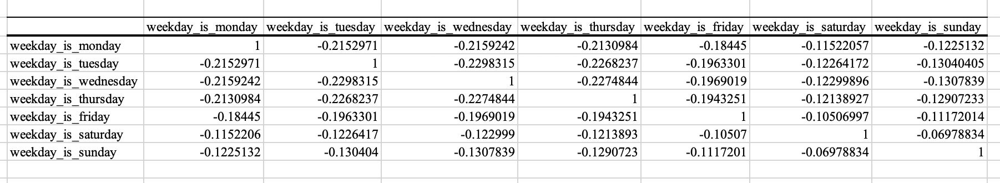 weekday_is_monday weekday_is_tuesday weekday_is_wednesday weekday_is_thursday weekday_is_friday weekday_is_saturday weekday_is_sunday
weekday_is_monday 1 -0.2152971 -0.2159242 -0.2130984 -0.18445 -0.11522057 -0.1225132
weekday_is_tuesday -0.2152971 1 -0.2298315 -0.2268237 -0.1963301 -0.12264172 -0.13040405
weekday_is_wednesday -0.2159242 -0.2298315 1 -0.2274844 -0.1969019 -0.12299896 -0.1307839
weekday_is_thursday -0.2130984 -0.2268237 -0.2274844 1 -0.1943251 -0.12138927 -0.12907233
weekday_is_friday -0.18445 -0.1963301 -0.1969019 -0.1943251 1 -0.10506997 -0.11172014
weekday_is_saturday -0.1152206 -0.1226417 -0.122999 -0.1213893 -0.10507 1 -0.06978834
weekday_is_sunday -0.1225132 -0.130404 -0.1307839 -0.1290723 -0.1117201 -0.06978834 1